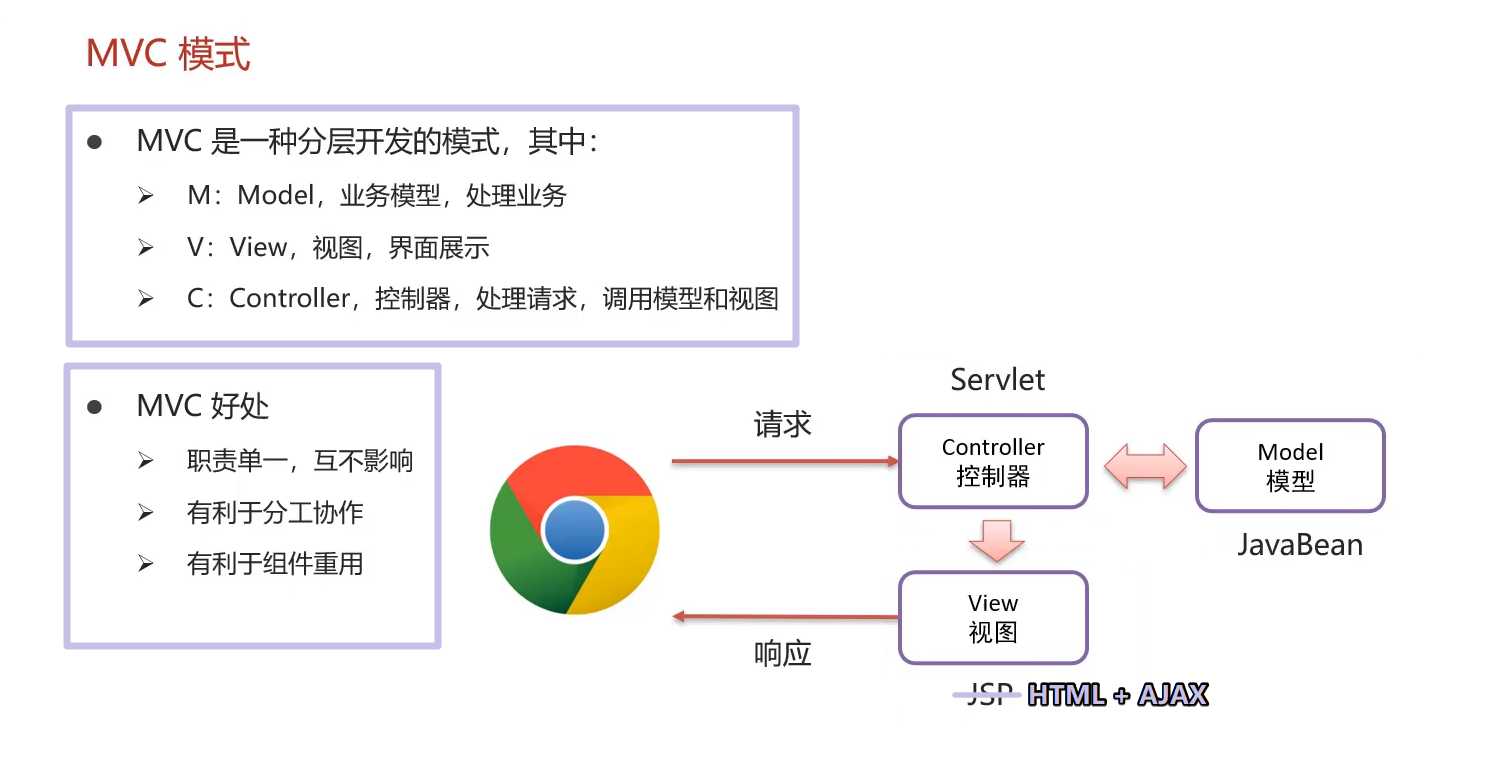 MVC 模式
● MVC 是一种分层开发的模式，其中：
➢ M：Model，业务模型，处理业务
➢ V：View，视图，界面展示
➢ C：Controller，控制器，处理请求，调用模型和视图
● MVC 好处
➢ 职责单一，互不影响
➢ 有利于分工协作
➢ 有利于组件重用
请求
响应
Servlet
Controller
控制器
Model
模型
JavaBean
View
视图
JSP HTML + AJAX